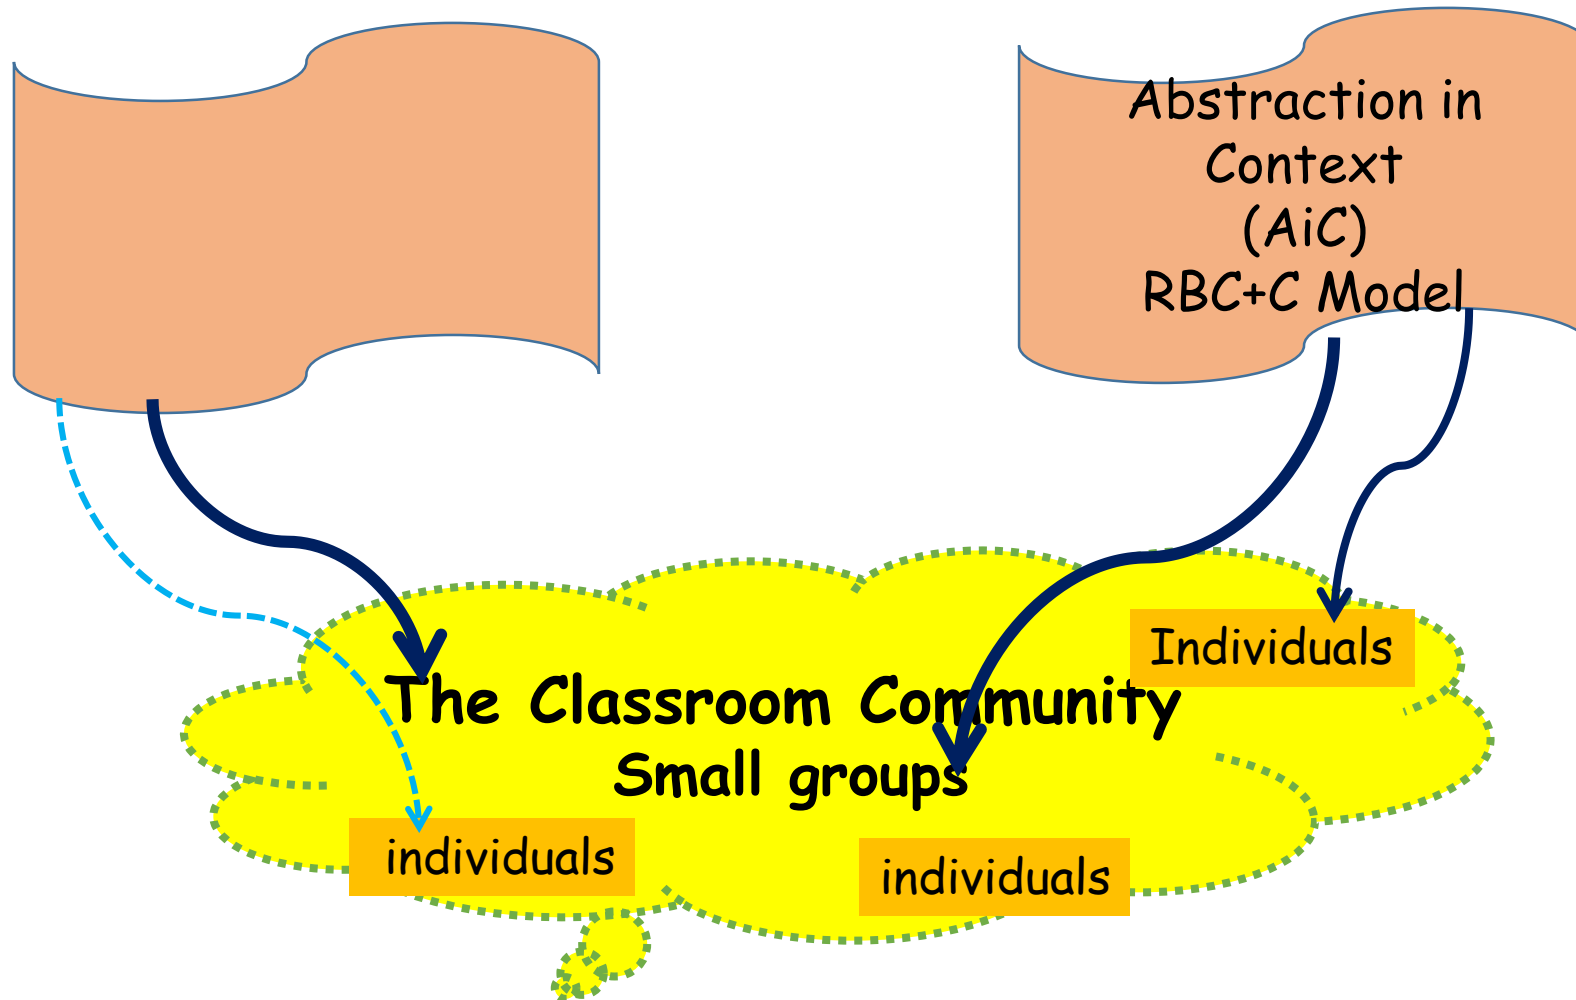 Abstraction in
Context
(AiC)
RBC+C Model
Individuals
The Classroom Community
Small groups
individuals
individuals